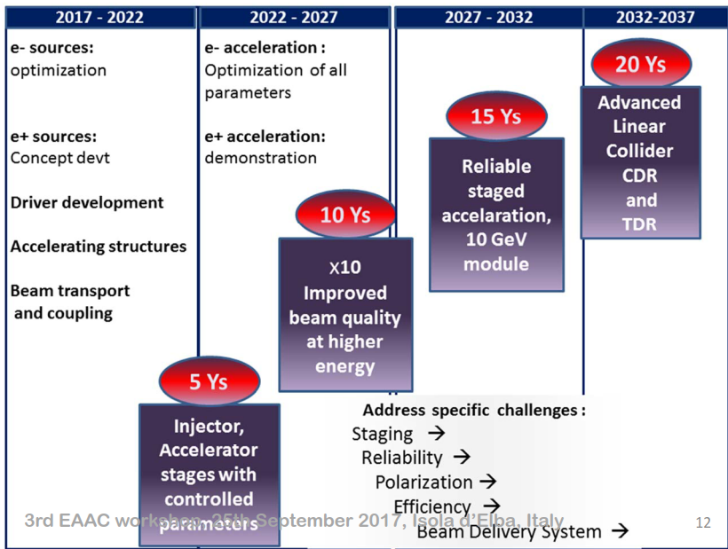 2017 - 2022
2022 - 2027
2027 - 2032
2032-2037
e- sources:
optimization
e+ sources:
Concept devt
Driver development
Accelerating structures
Beam transport
and coupling
e- acceleration :
Optimization of all
parameters
e+ acceleration:
demonstration
5 Ys
Injector,
Accelerator
stages with
controlled
parameters
10 Ys
x10
Improved
beam quality
at higher
energy
15 Ys
Reliable
staged
accelaration,
10 GeV
module
20 Ys
Advanced
Linear
Collider
CDR
and
TDR
Address specific challenges :
Staging →
Reliability →
Polarization →
Efficiency →
Beam Delivery System →
3rd EAAC workshop, 25th September 2017, Isola d'Elba, Italy
12